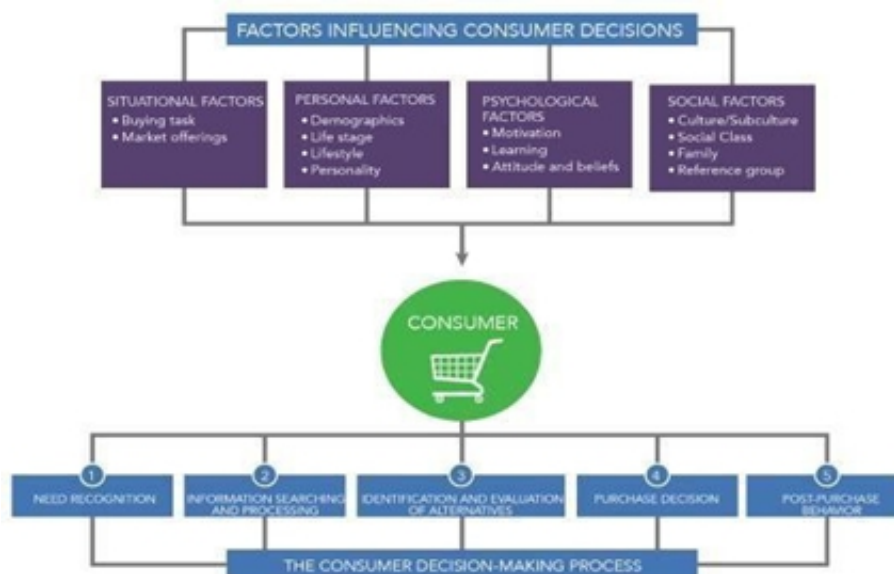 FACTORS INFLUENCING CONSUMER DECISIONS
SITUATIONAL FACTORS
• Buying task
• Market offerings
PERSONAL FACTORS
• Demographics
• Life stage
• Lifestyle
• Personality
PSYCHOLOGICAL
FACTORS
• Motivation
• Learning
• Attitude and beliefs
SOCIAL FACTORS
• Culture/Subculture
• Social Class
• Family
• Reference group
CONSUMER
1
NEED RECOGNITION
2
INFORMATION SEARCHING
AND PROCESSING
3
IDENTIFICATION AND EVALUATION
OF ALTERNATIVES
4
PURCHASE DECISION
5
POST-PURCHASE
BEHAVIOR
THE CONSUMER DECISION-MAKING PROCESS